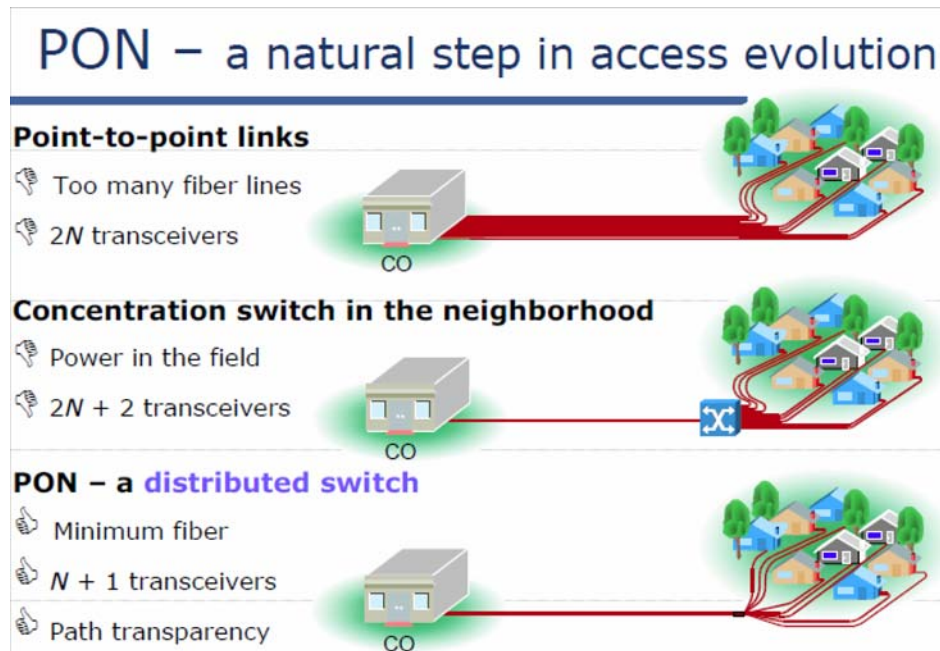 PON – a natural step in access evolution
Point-to-point links
Too many fiber lines
2N transceivers
CO
Concentration switch in the neighborhood
Power in the field
2N + 2 transceivers
CO
PON – a distributed switch
Minimum fiber
N + 1 transceivers
Path transparency
CO